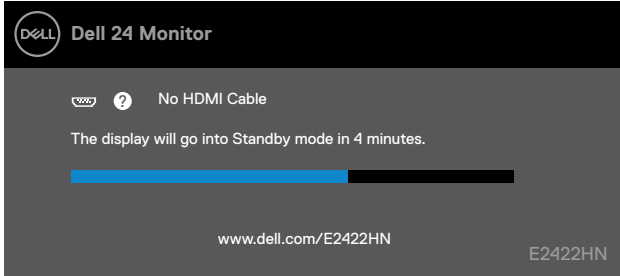 DELL
Dell 24 Monitor
? No HDMI Cable
The display will go into Standby mode in 4 minutes.
www.dell.com/E2422HN
E2422HN